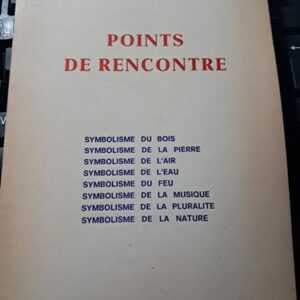 POINTS
DE RENCONTRE
SYMBOLISME DU BOIS
SYMBOLISME DE LA PIERRE
SYMBOLISME DE L'AIR
SYMBOLISME DE L'EAU
SYMBOLISME DU FEU
SYMBOLISME DE LA MUSIQUE
SYMBOLISME DE LA PLURALITE
SYMBOLISME DE LA NATURE